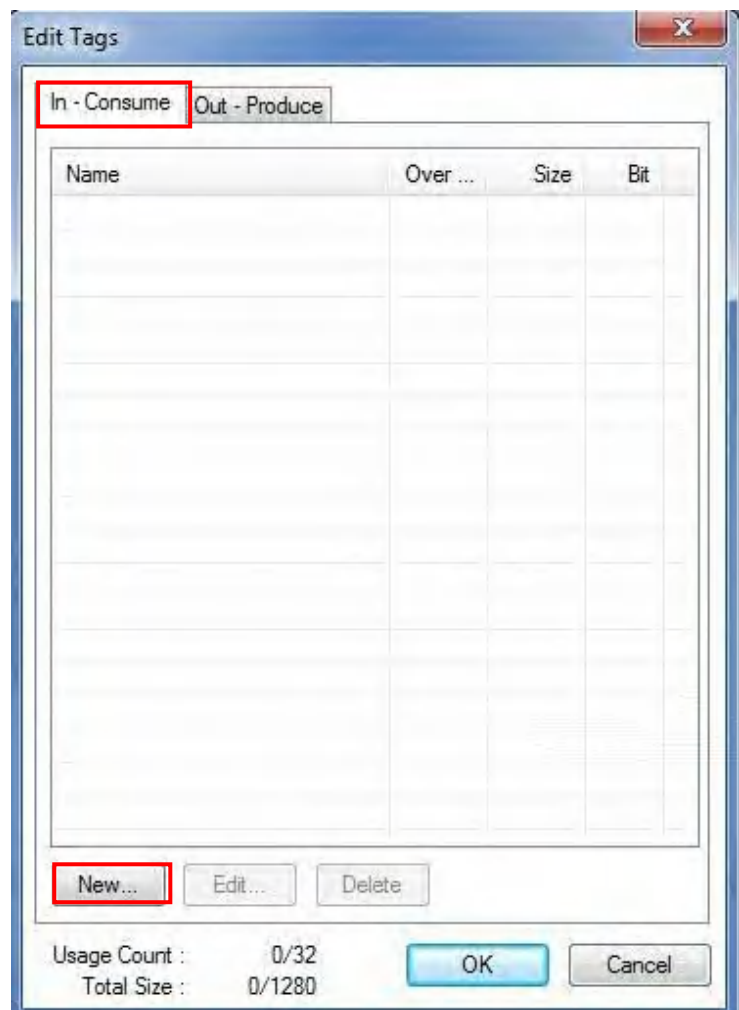 Edit Tags
In - Consume Out - Produce
Name Over ... Size Bit
New... Edit... Delete
Usage Count : 0/32
Total Size : 0/1280
OK Cancel